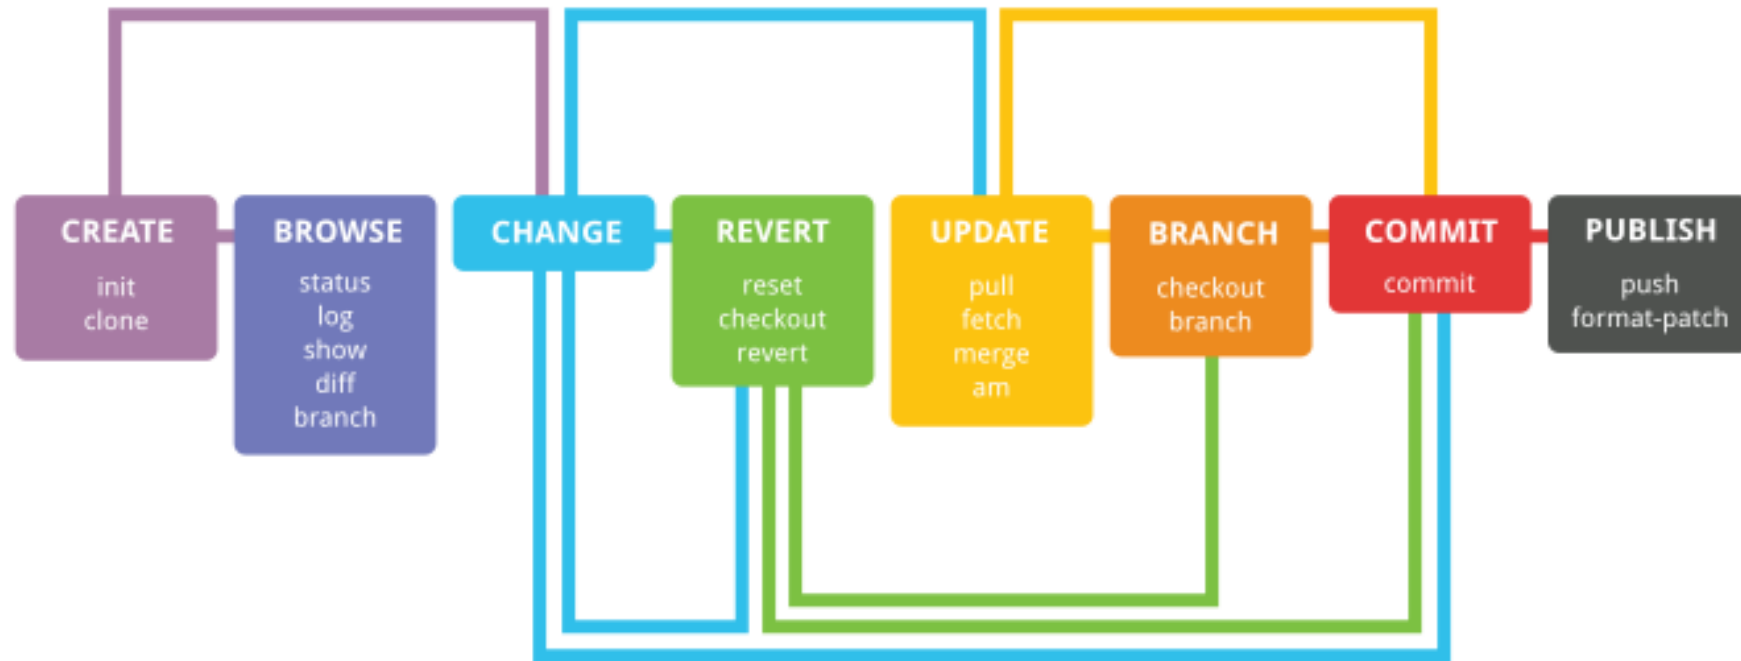 CREATE
init
clone
BROWSE
status
log
show
diff
branch
CHANGE
REVERT
reset
checkout
revert
UPDATE
pull
fetch
merge
am
BRANCH
checkout
branch
COMMIT
commit
PUBLISH
push
format-patch